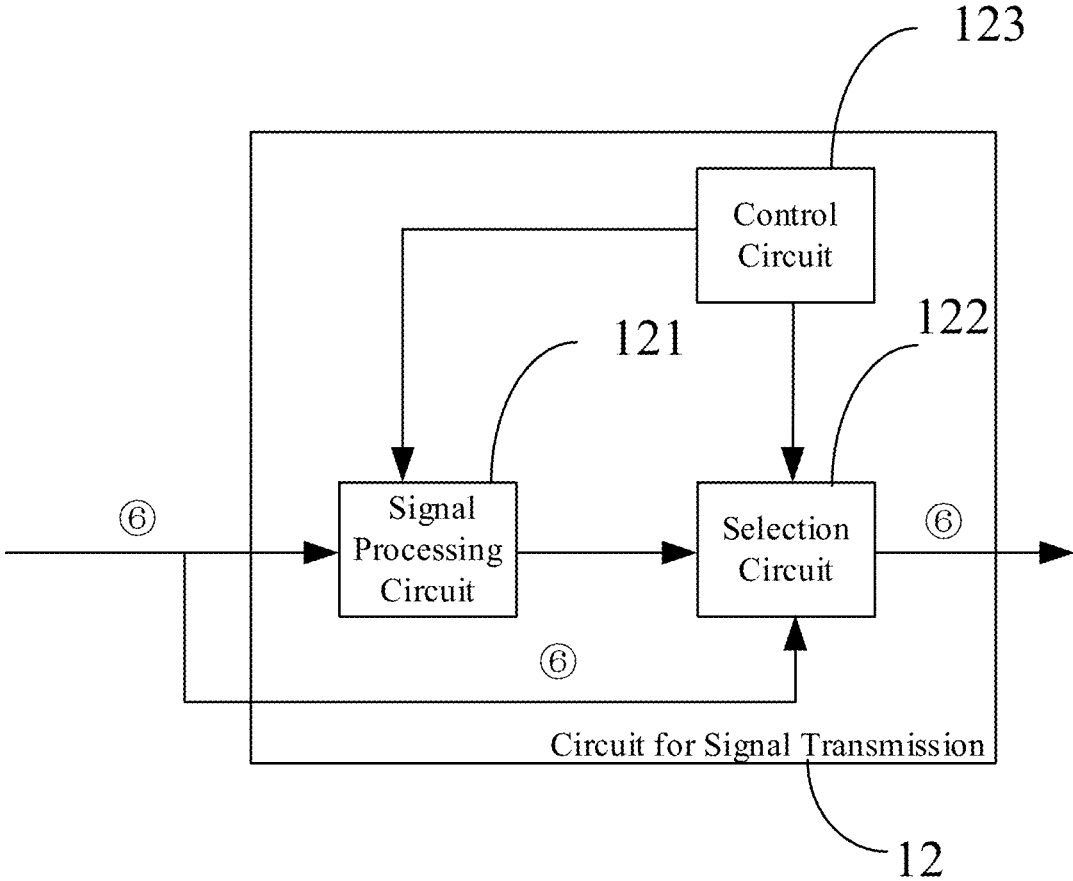 123
Control
Circuit
121
122
⑥
Signal
Processing
Circuit
Selection
Circuit
⑥
⑥
Circuit for Signal Transmission
12